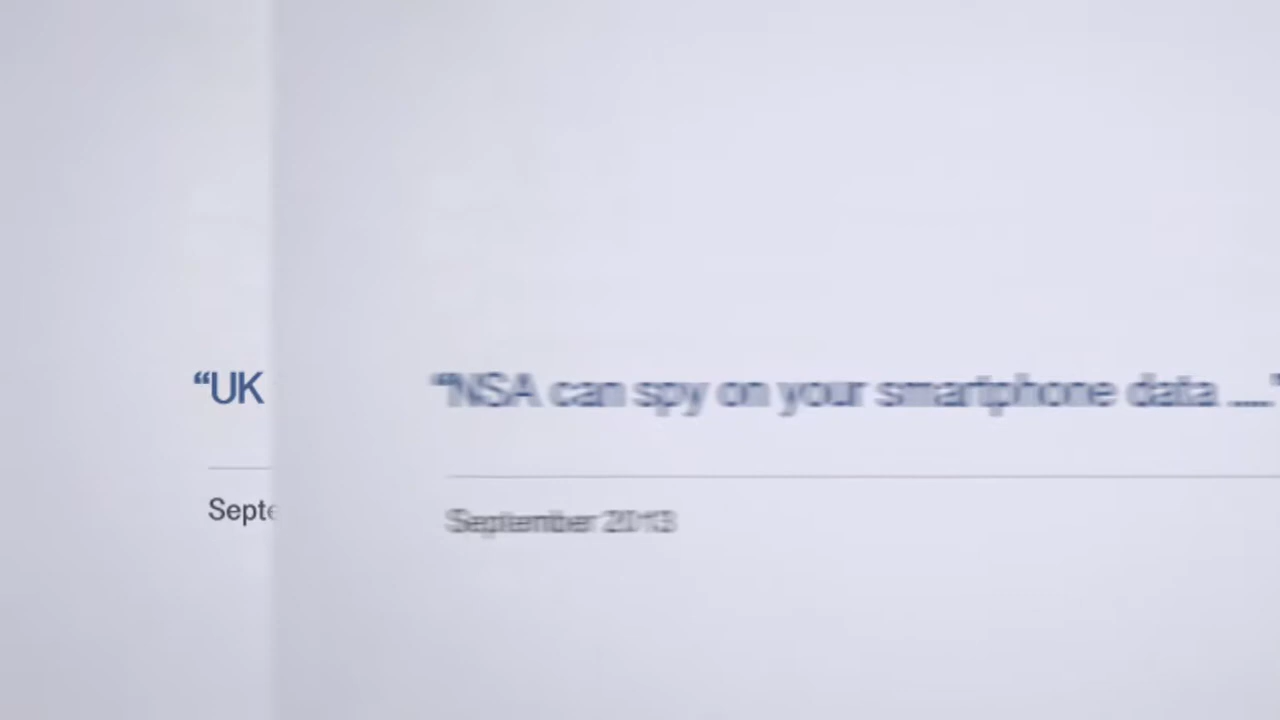 “UK
Septe
“NSA can spy on your smartphone data ....”
September 2013